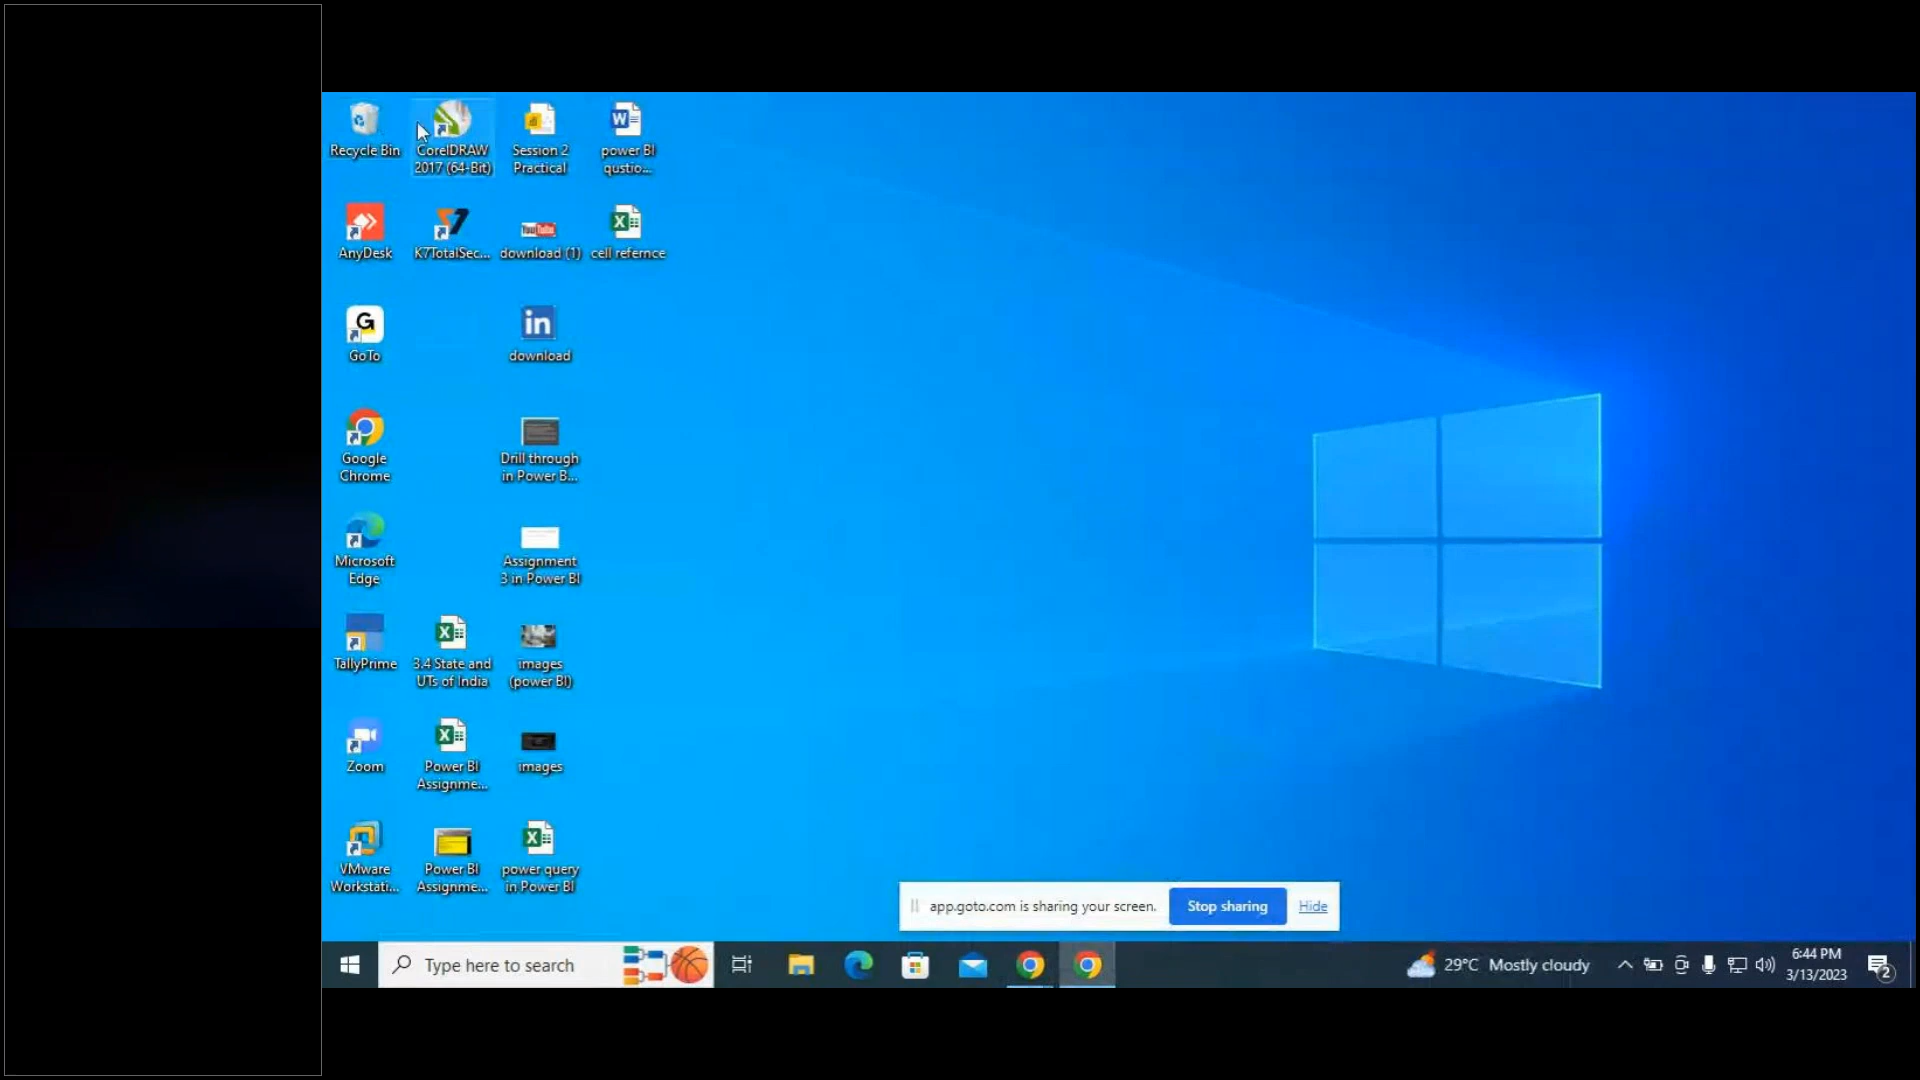 Recycle Bin
CorelDRAW
2017 (64-Bit)
Session 2
Practical
power BI
qustio...
AnyDesk
K7TotalSec...
YouTube
download (1)
cell refernce
G
GoTo
in
download
Google
Chrome
Drill through
in Power B...
Microsoft
Edge
Assignment
3 in Power BI
TallyPrime
3.4 State and
UTs of India
images
(power BI)
Zoom
Power BI
Assignme...
images
VMware
Workstati...
Power BI
Assignme...
power query
in Power BI
app.goto.com is sharing your screen.
Stop sharing
Hide
Type here to search
29°C Mostly cloudy
6:44 PM
3/13/2023
2